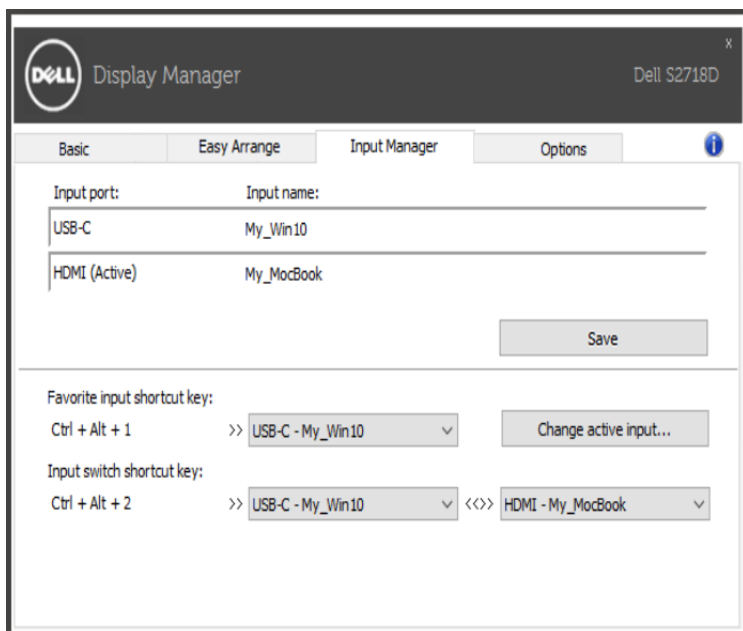 DELL
Display Manager
x
Dell S2718D
Basic Easy Arrange Input Manager Options i
Input port: Input name:
USB-C My_Win10
HDMI (Active) My_MocBook
Save
Favorite input shortcut key:
Ctrl + Alt + 1 >> USB-C - My_Win10 Change active input...
Input switch shortcut key:
Ctrl + Alt + 2 >> USB-C - My_Win10 <<>> HDMI - My_MocBook